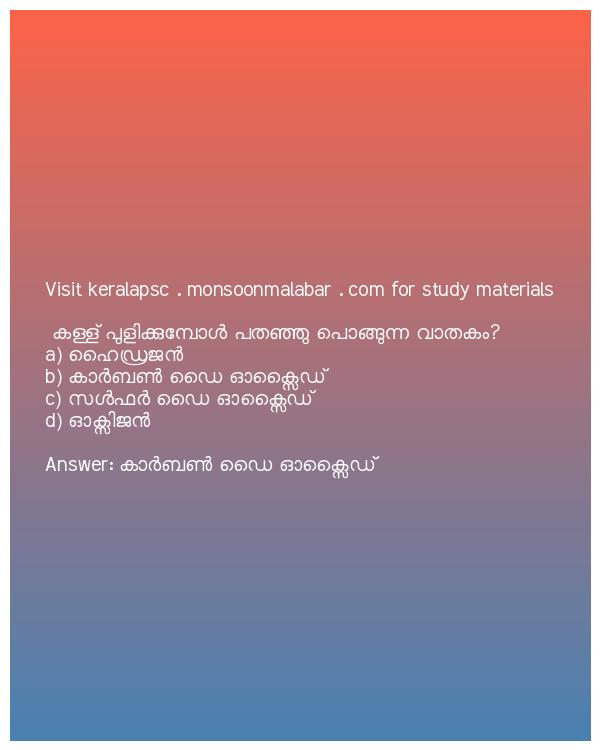 Visit keralapsc . monsoonmalabar . com for study materials
കള്ള് പുളിക്കുമ്പോൾ പതഞ്ഞു പൊങ്ങുന്ന വാതകം?
a) ഹൈഡ്രജൻ
b) കാർബൺ ഡൈ ഓക്സൈഡ്
c) സൾഫർ ഡൈ ഓക്സൈഡ്
d) ഓക്സിജൻ
Answer: കാർബൺ ഡൈ ഓക്സൈഡ്